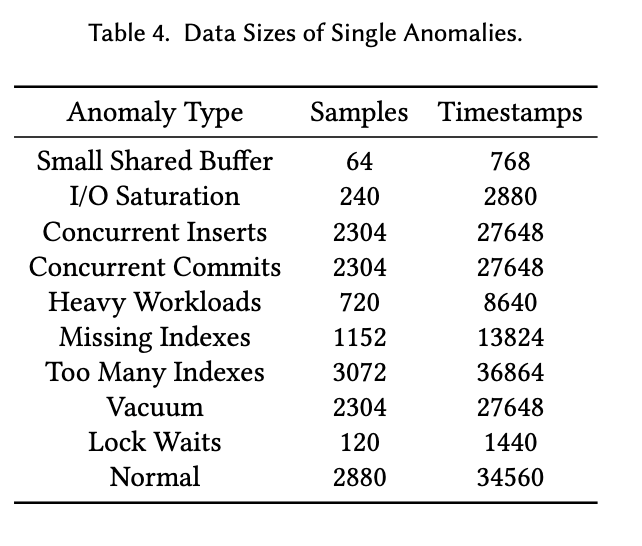 Table 4. Data Sizes of Single Anomalies.
Anomaly Type Samples Timestamps
Small Shared Buffer 64 768
I/O Saturation 240 2880
Concurrent Inserts 2304 27648
Concurrent Commits 2304 27648
Heavy Workloads 720 8640
Missing Indexes 1152 13824
Too Many Indexes 3072 36864
Vacuum 2304 27648
Lock Waits 120 1440
Normal 2880 34560